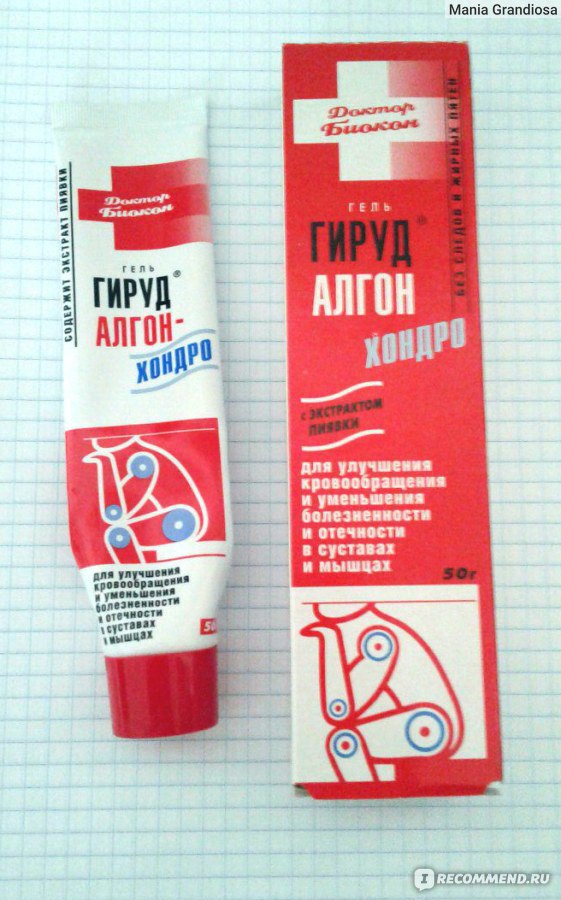 Mania Grandiosa
Доктор
Биокон
СОДЕРЖИТ ЭКСТРАКТ ПИЯВКИ
ГЕЛЬ
ГИРУД®
АЛГОН-
ХОНДРО
для улучшения
кровообращения
и уменьшения
болезненности
и отечности
в суставах
и мышцах
50
Доктор
Биокон
БЕЗ СЛЕДОВ И ЖИРНЫХ ПЯТЕН
ГЕЛЬ
ГИРУД®
АЛГОН
ХОНДРО
с ЭКСТРАКТОМ
ПИЯВКИ
для улучшения
кровообращения
и уменьшения
болезненности
и отечности
в суставах
и мышцах
50г
IRECOMMEND.RU